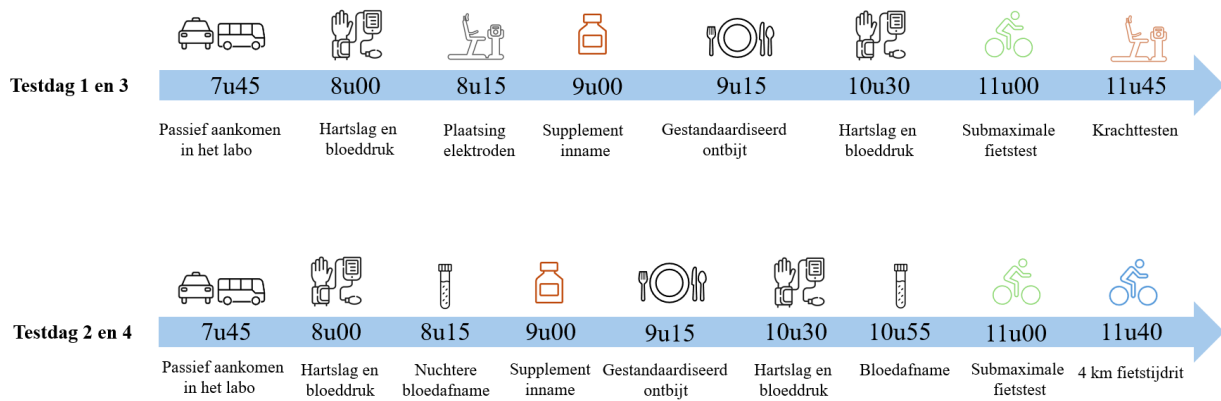 Testdag 1 en 3
7u45 8u00 8u15 9u00 9u15 10u30 11u00 11u45
Passief aankomen Hartslag en Plaatsing Supplement Gestandaardiseerd Hartslag en Submaximale Krachttesten
in het labo bloeddruk elektroden inname ontbijt bloeddruk fietstest
Testdag 2 en 4
7u45 8u00 8u15 9u00 9u15 10u30 10u55 11u00 11u40
Passief aankomen Hartslag en Nuchtere Supplement Gestandaardiseerd Hartslag en Bloedafname Submaximale 4 km fietstijdrit
in het labo bloeddruk bloedafname inname ontbijt bloeddruk fietstest